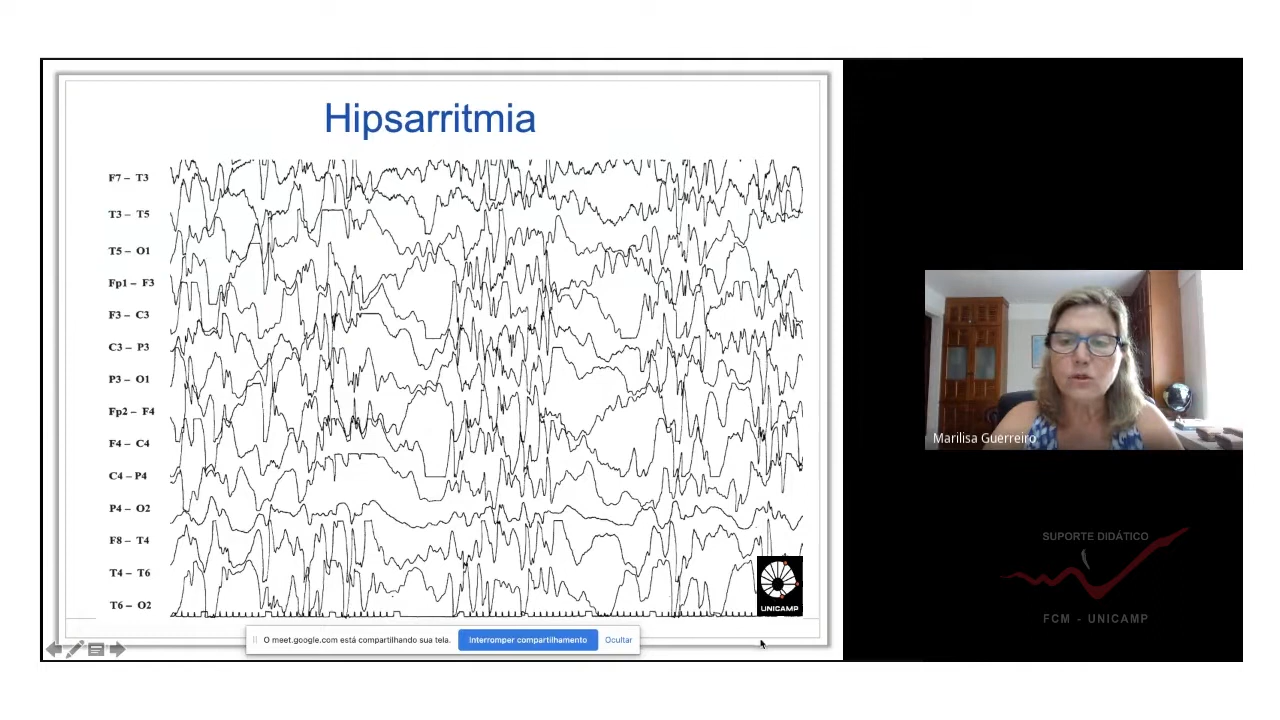 Hipsarritmia
F7 – T3
T3 – T5
T5 – O1
Fp1 – F3
F3 – C3
C3 – P3
P3 – O1
Fp2 – F4
F4 – C4
C4 – P4
P4 – O2
F8 – T4
T4 – T6
T6 – O2
UNICAMP
O meet.google.com está compartilhando sua tela.
Interromper compartilhamento
Ocultar
Marilisa Guerreiro
SUPORTE DIDÁTICO
FCM - UNICAMP